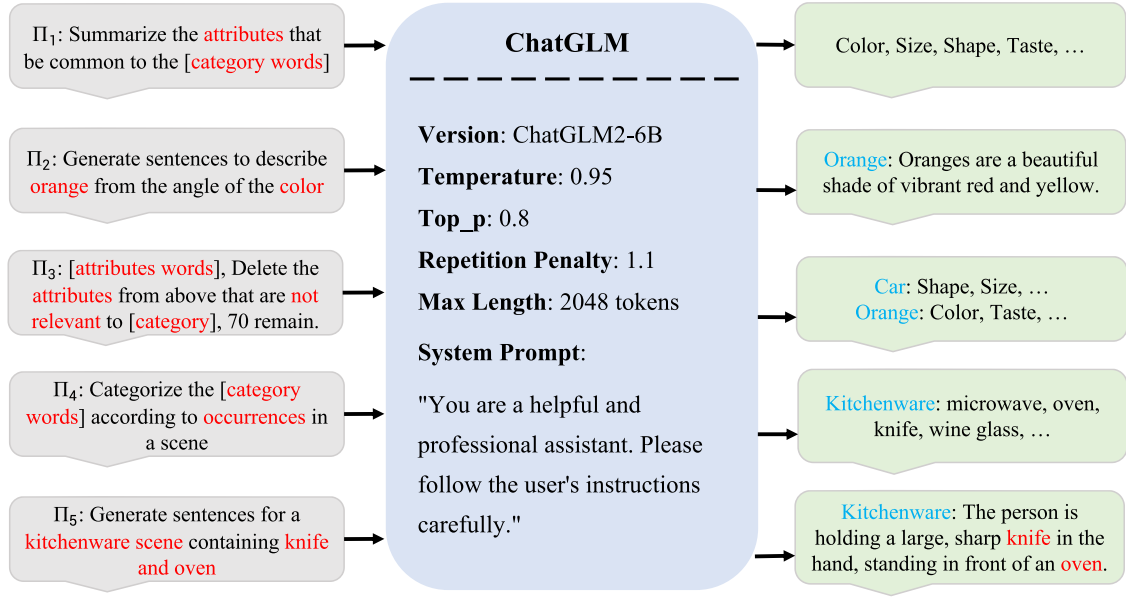 Π1: Summarize the attributes that
be common to the [category words]
Π2: Generate sentences to describe
orange from the angle of the color
Π3: [attributes words], Delete the
attributes from above that are not
relevant to [category], 70 remain.
Π4: Categorize the [category
words] according to occurrences in
a scene
Π5: Generate sentences for a
kitchenware scene containing knife
and oven
ChatGLM
Version: ChatGLM2-6B
Temperature: 0.95
Top_p: 0.8
Repetition Penalty: 1.1
Max Length: 2048 tokens
System Prompt:
"You are a helpful and
professional assistant. Please
follow the user's instructions
carefully."
Color, Size, Shape, Taste, …
Orange: Oranges are a beautiful
shade of vibrant red and yellow.
Car: Shape, Size, …
Orange: Color, Taste, …
Kitchenware: microwave, oven,
knife, wine glass, …
Kitchenware: The person is
holding a large, sharp knife in the
hand, standing in front of an oven.